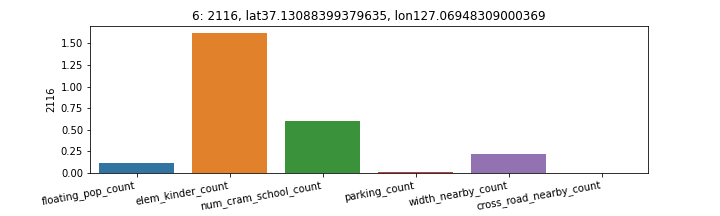 6: 2116, lat37.13088399379635, lon127.06948309000369
1.50
1.25
1.00
0.75
0.50
0.25
0.00
2116
floating_pop_count
elem_kinder_count
num_cram_school_count
parking_count
width_nearby_count
cross_road_nearby_count